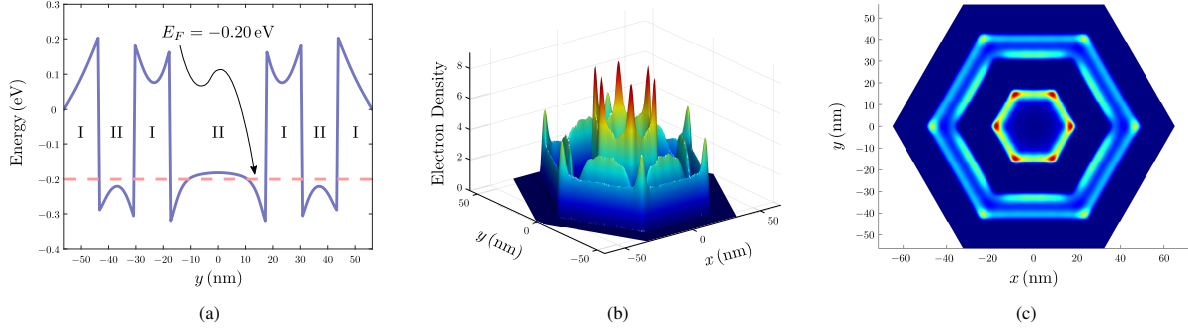 Energy (eV)
0.4
0.3
0.2
0.1
0
−0.1
−0.2
−0.3
−0.4
E_F = −0.20 eV
I II I II I II I
−50 −40 −30 −20 −10 0 10 20 30 40 50
y (nm)
(a)
Electron Density
8
6
4
2
0
50
0
−50
y (nm)
−50
0
50
x (nm)
(b)
y (nm)
50
40
30
20
10
0
−10
−20
−30
−40
−50
−60 −40 −20 0 20 40 60
x (nm)
(c)